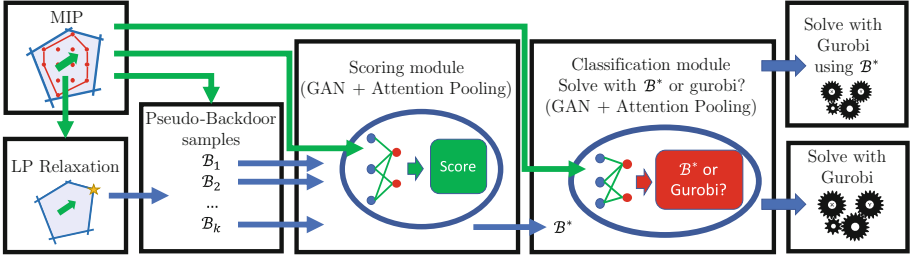 MIP
LP Relaxation
Pseudo-Backdoor
samples
ℬ₁
ℬ₂
...
ℬₖ
Scoring module
(GAN + Attention Pooling)
Score
ℬ*
Classification module
Solve with ℬ* or gurobi?
(GAN + Attention Pooling)
ℬ* or
Gurobi?
Solve with
Gurobi
using ℬ*
Solve with
Gurobi